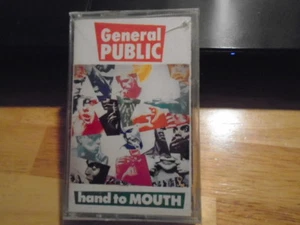 General
PUBLIC
hand to MOUTH